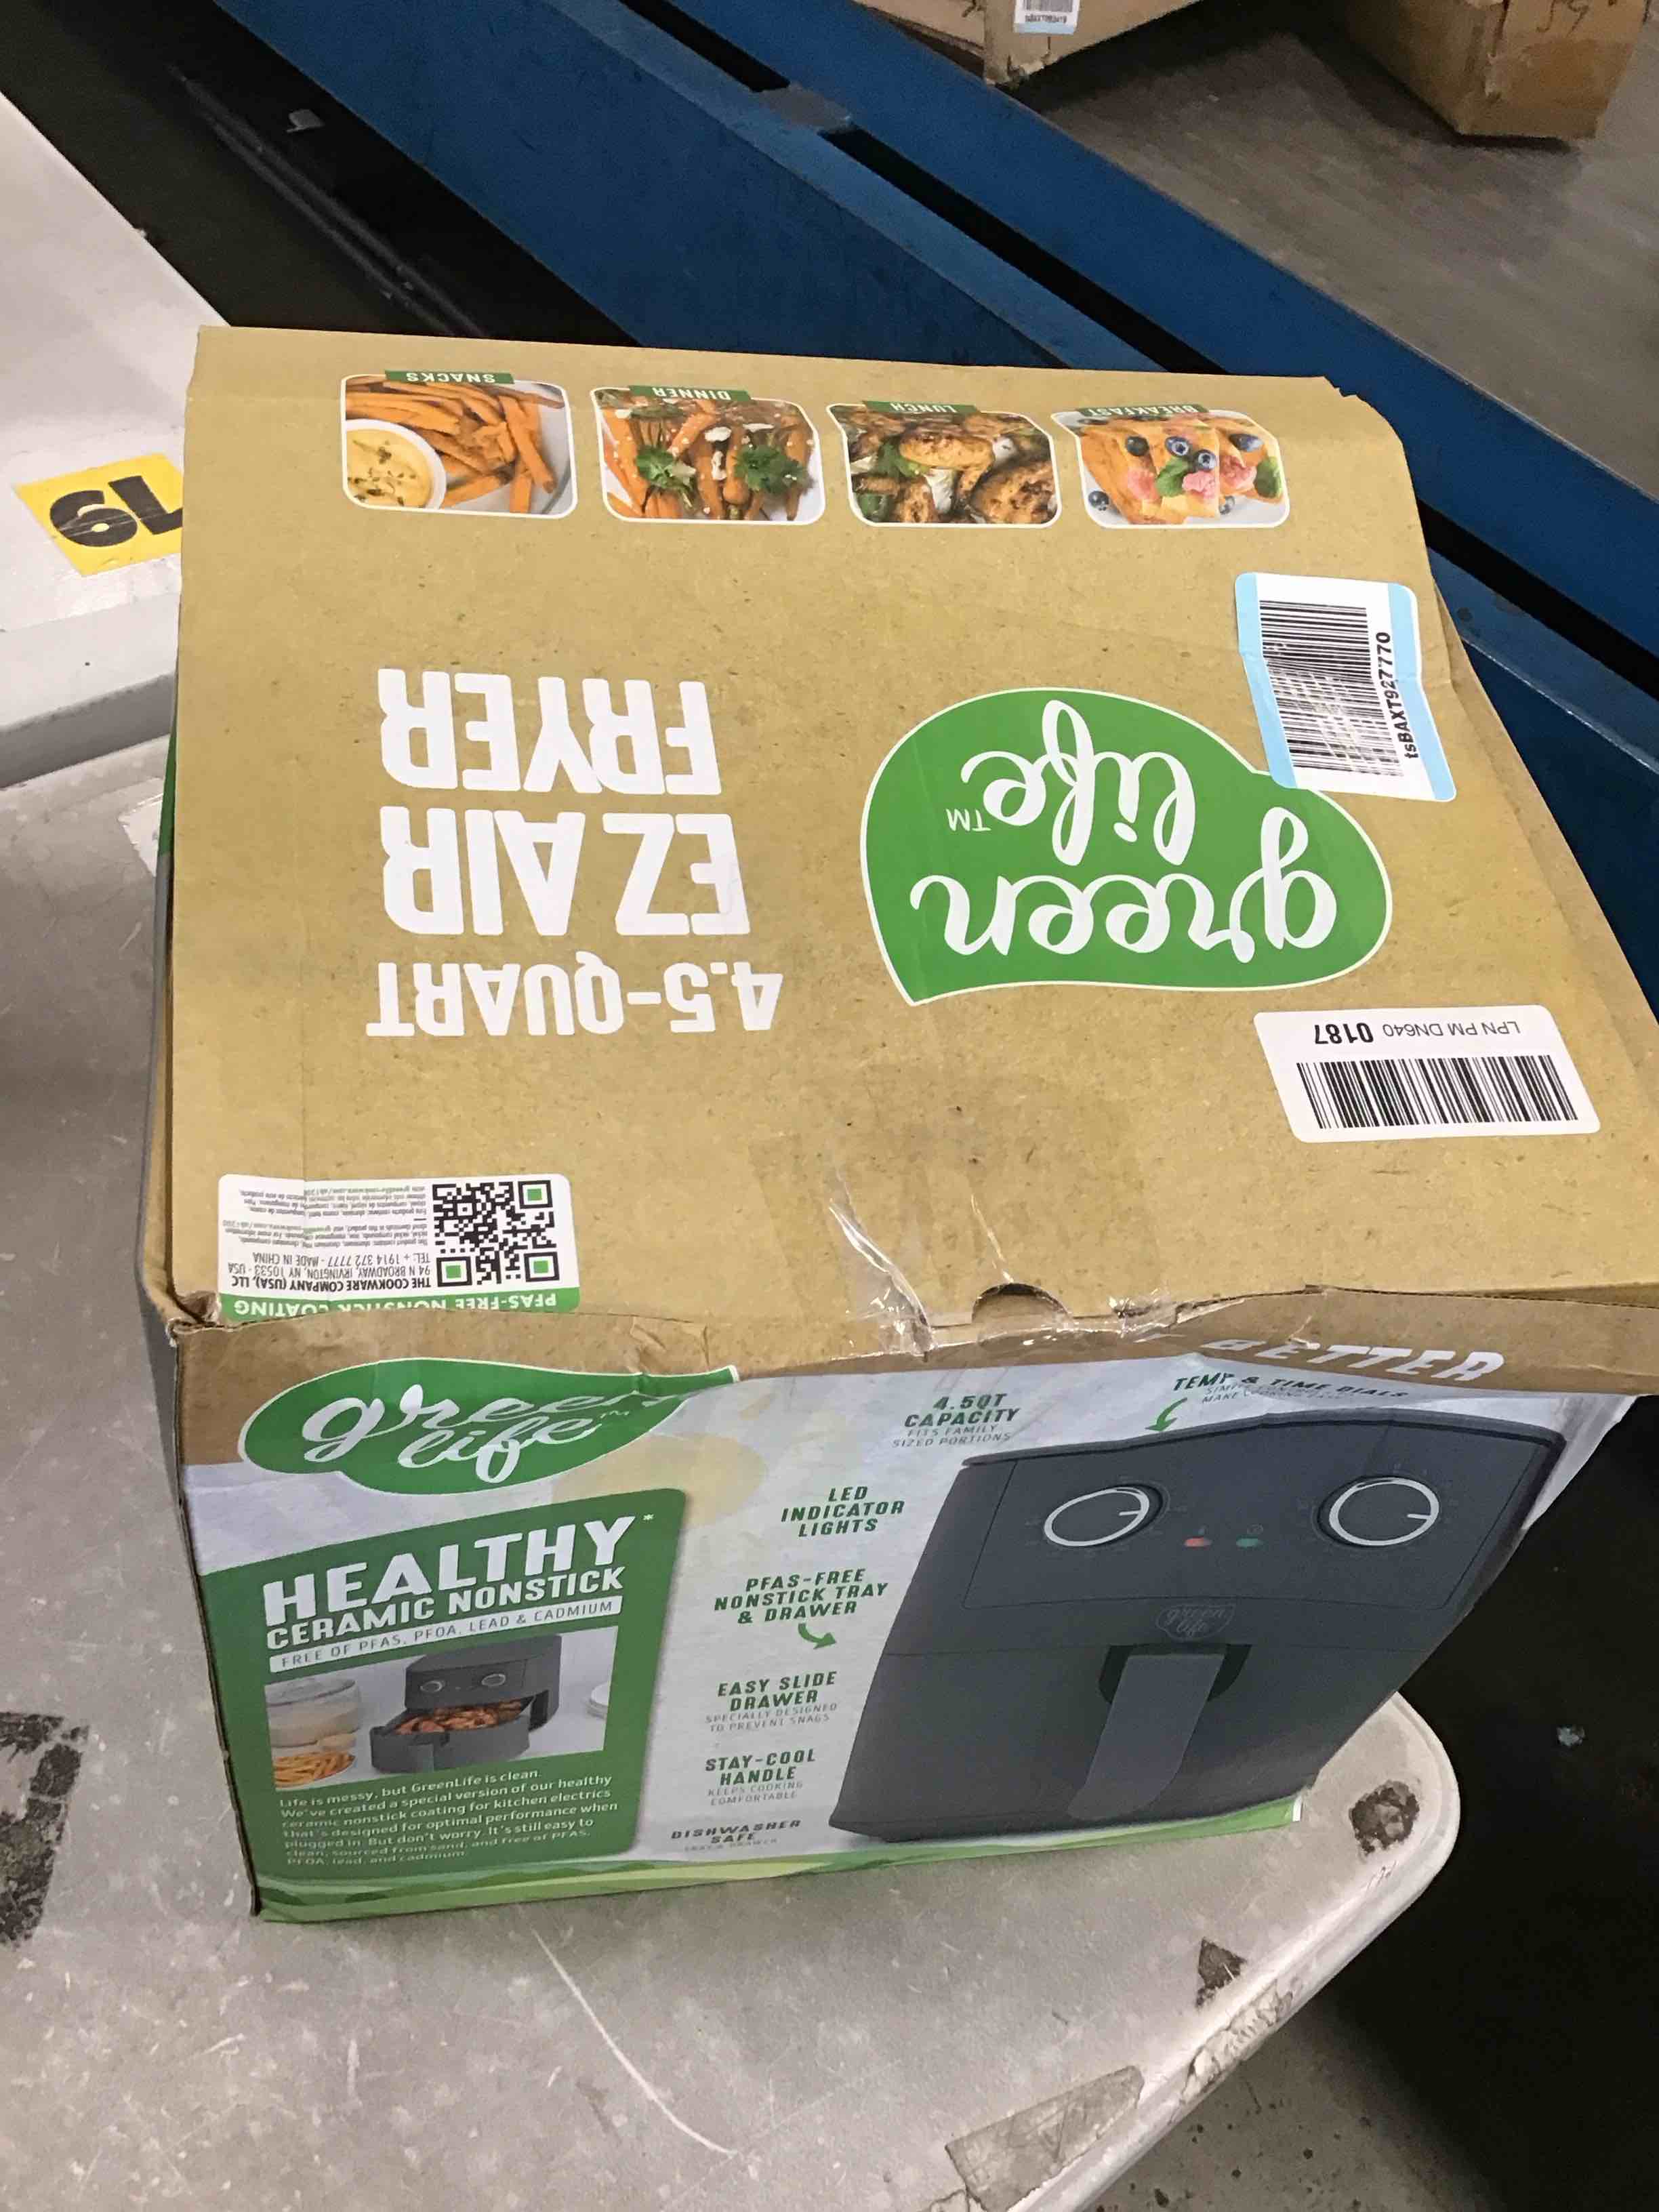 19
SNACKS
DINNER
LUNCH
BREAKFAST
4.5-QUART
EZ AIR
FRYER
green
life™
tsBAXT927770
LPN PM DN640 0187
PFAS-FREE NONSTICK COATING
THE COOKWARE COMPANY (USA), LLC
94 N BROADWAY, IRVINGTON, NY 10533 - USA
TEL: + 1 914 372 7777 - MADE IN CHINA
BETTER
green
life™
HEALTHY*
CERAMIC NONSTICK
FREE OF PFAS, PFOA, LEAD & CADMIUM
Life is messy, but GreenLife is clean.
We've created a special version of our healthy
ceramic nonstick coating for kitchen electrics
that's designed for optimal performance when
plugged in. But don't worry. It's still easy to
clean, sourced from sand, and free of PFAS,
PFOA, lead, and cadmium.
4.5QT
CAPACITY
FITS FAMILY
SIZED PORTIONS
TEMP & TIME DIALS
LED
INDICATOR
LIGHTS
PFAS-FREE
NONSTICK TRAY
& DRAWER
EASY SLIDE
DRAWER
SPECIALLY DESIGNED
TO PREVENT SNAGS
STAY-COOL
HANDLE
KEEPS COOKING
COMFORTABLE
DISHWASHER
SAFE
green
life